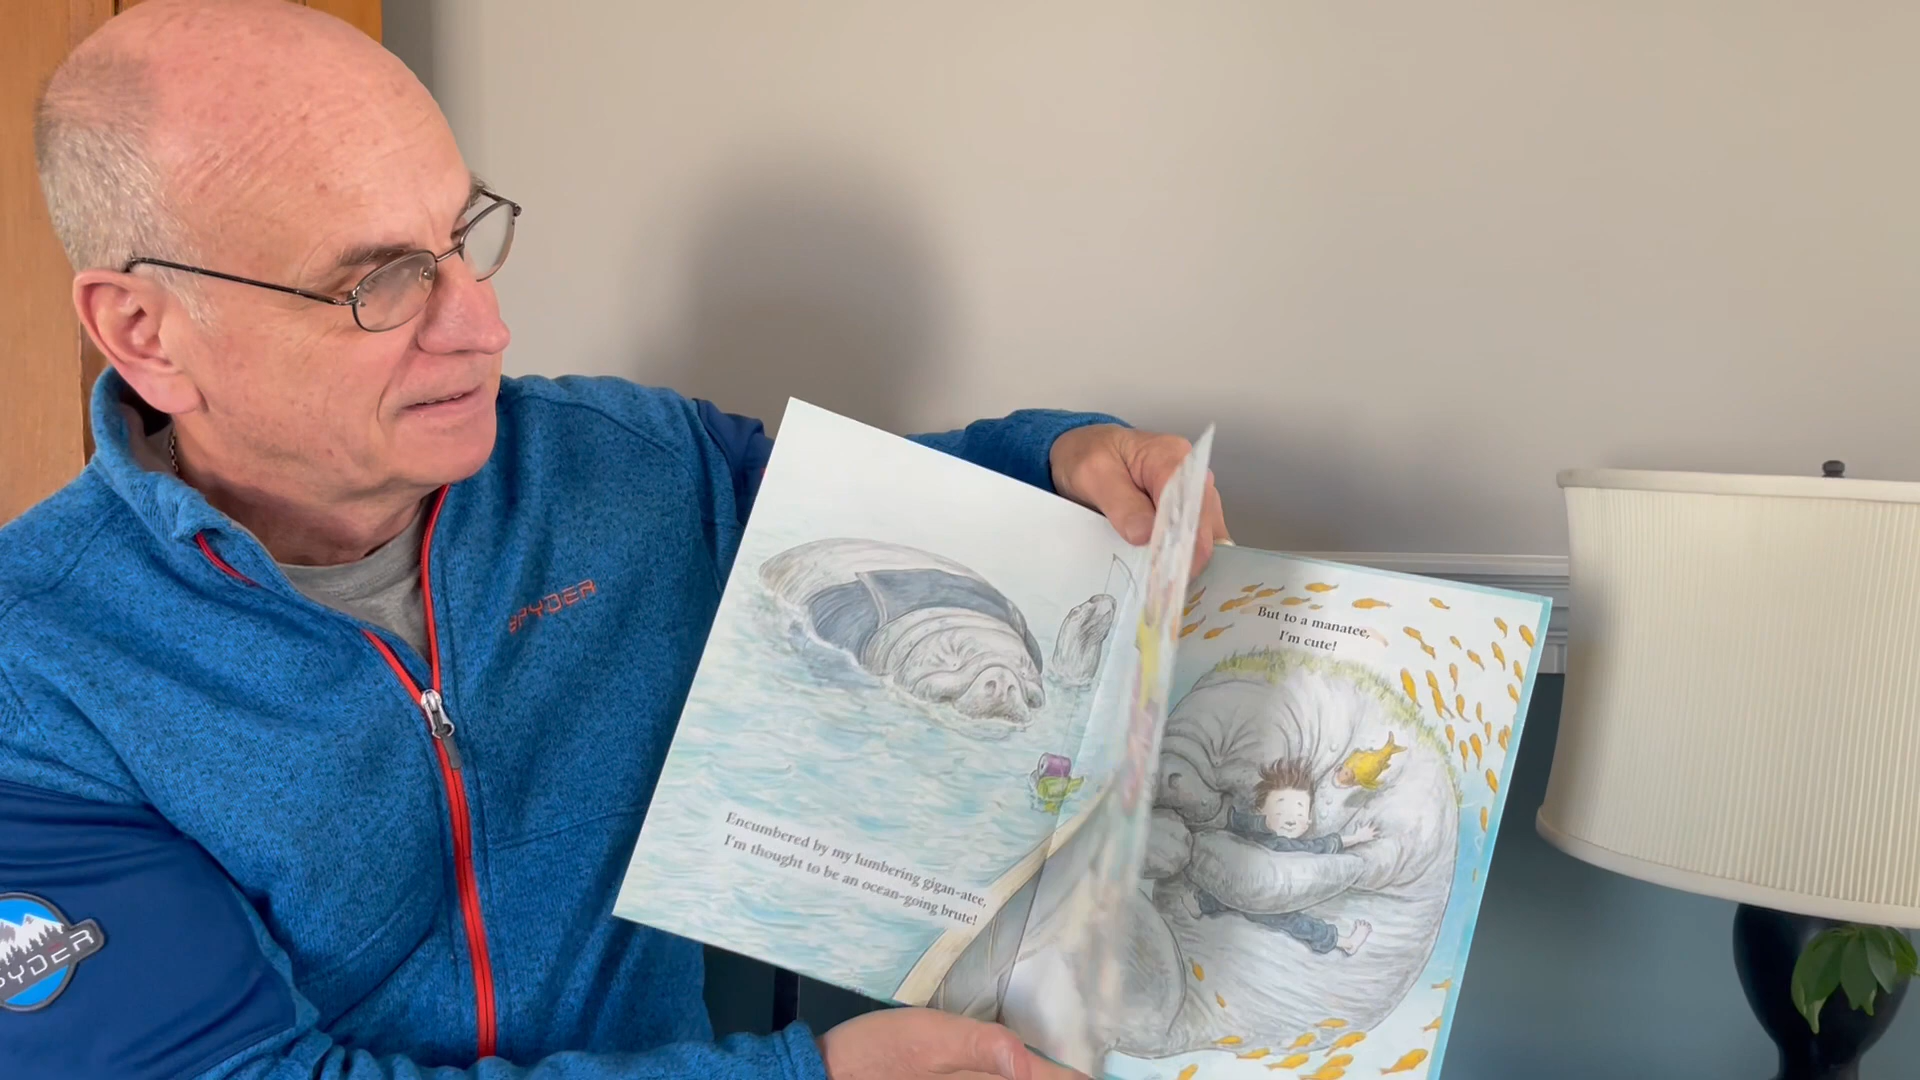 SPYDER
SPYDER
Encumbered by my lumbering gigan-atee,
I'm thought to be an ocean-going brute!
But to a manatee,
I'm cute!